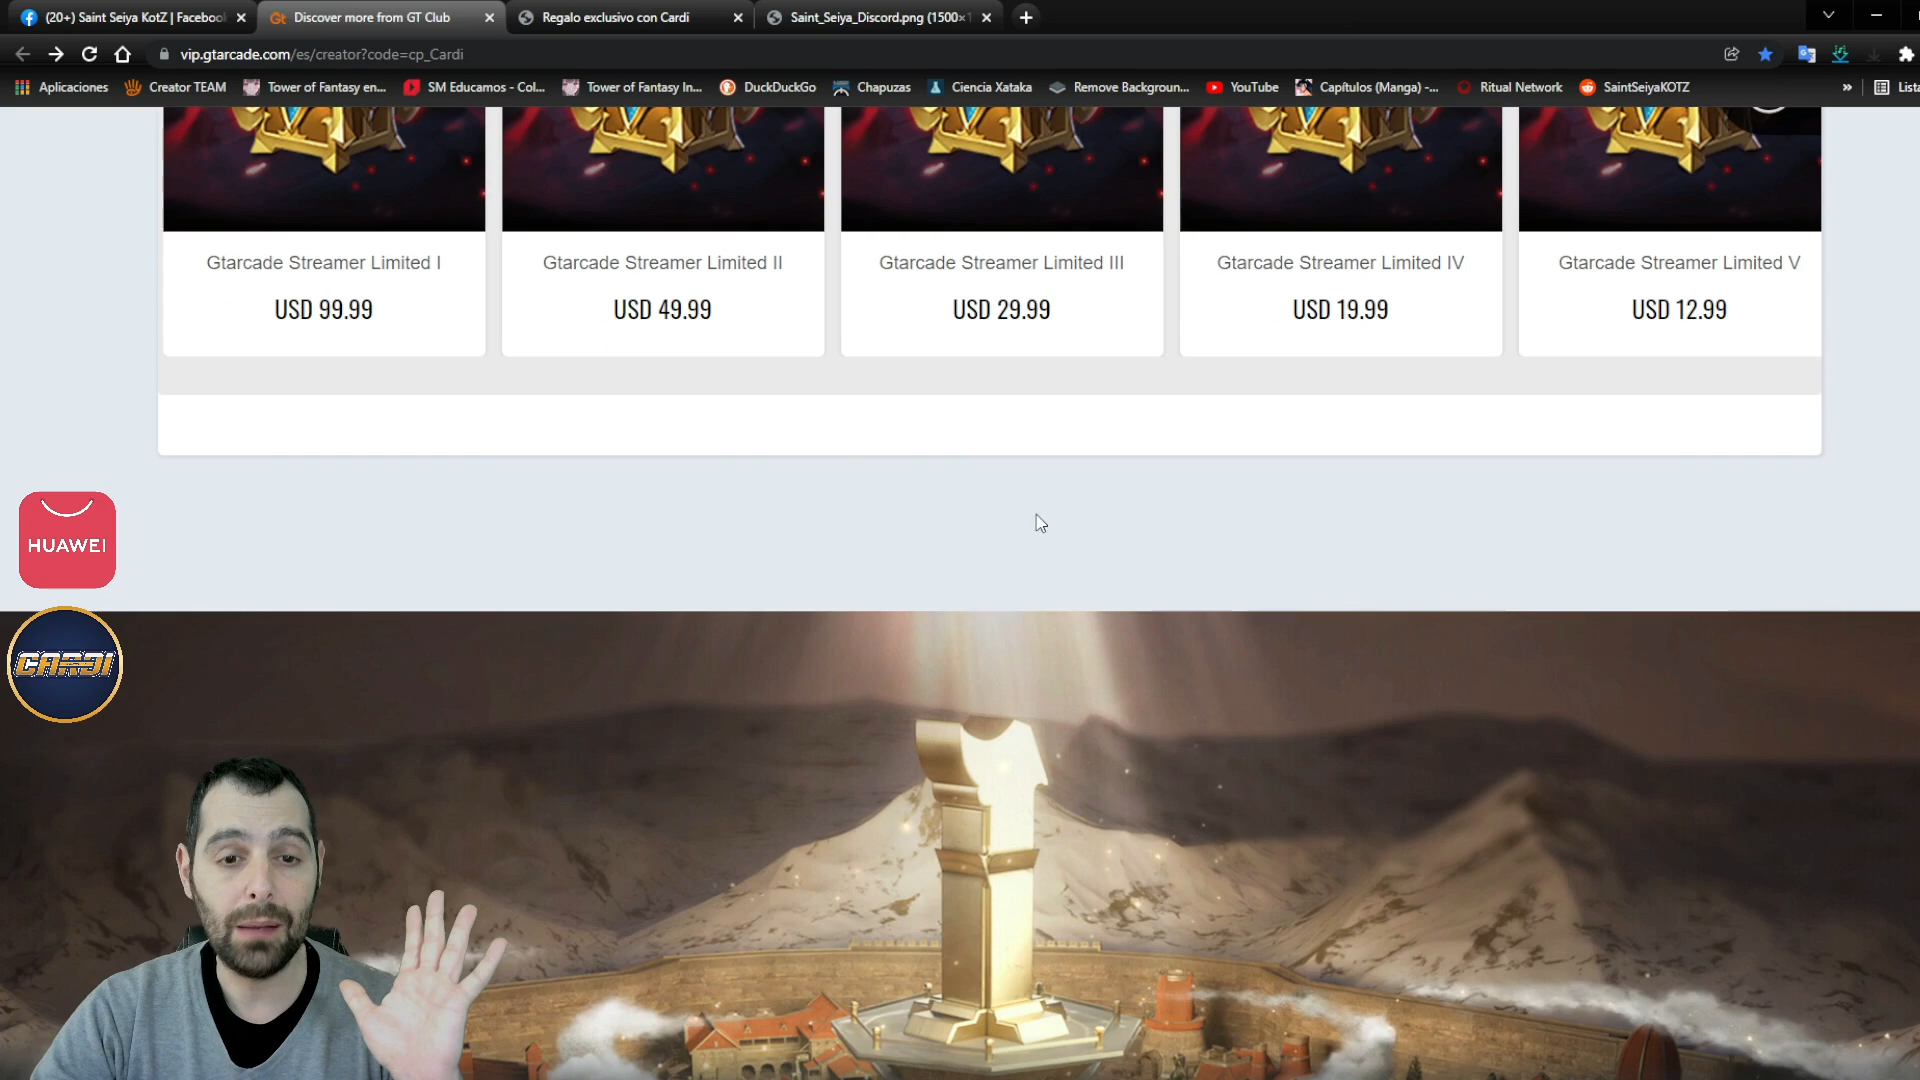 (20+) Saint Seiya KotZ | Faceboo
Discover more from GT Club
Regalo exclusivo con Cardi
Saint_Seiya_Discord.png (1500×1
vip.gtarcade.com/es/creator?code=cp_Cardi
Aplicaciones
Creator TEAM
Tower of Fantasy en...
SM Educamos - Col...
Tower of Fantasy In...
DuckDuckGo
Chapuzas
Ciencia Xataka
Remove Backgroun...
YouTube
Capítulos (Manga) -...
Ritual Network
SaintSeiyaKOTZ
»
Lista
Gtarcade Streamer Limited I
Gtarcade Streamer Limited II
Gtarcade Streamer Limited III
Gtarcade Streamer Limited IV
Gtarcade Streamer Limited V
USD 99.99
USD 49.99
USD 29.99
USD 19.99
USD 12.99
HUAWEI
CARDI